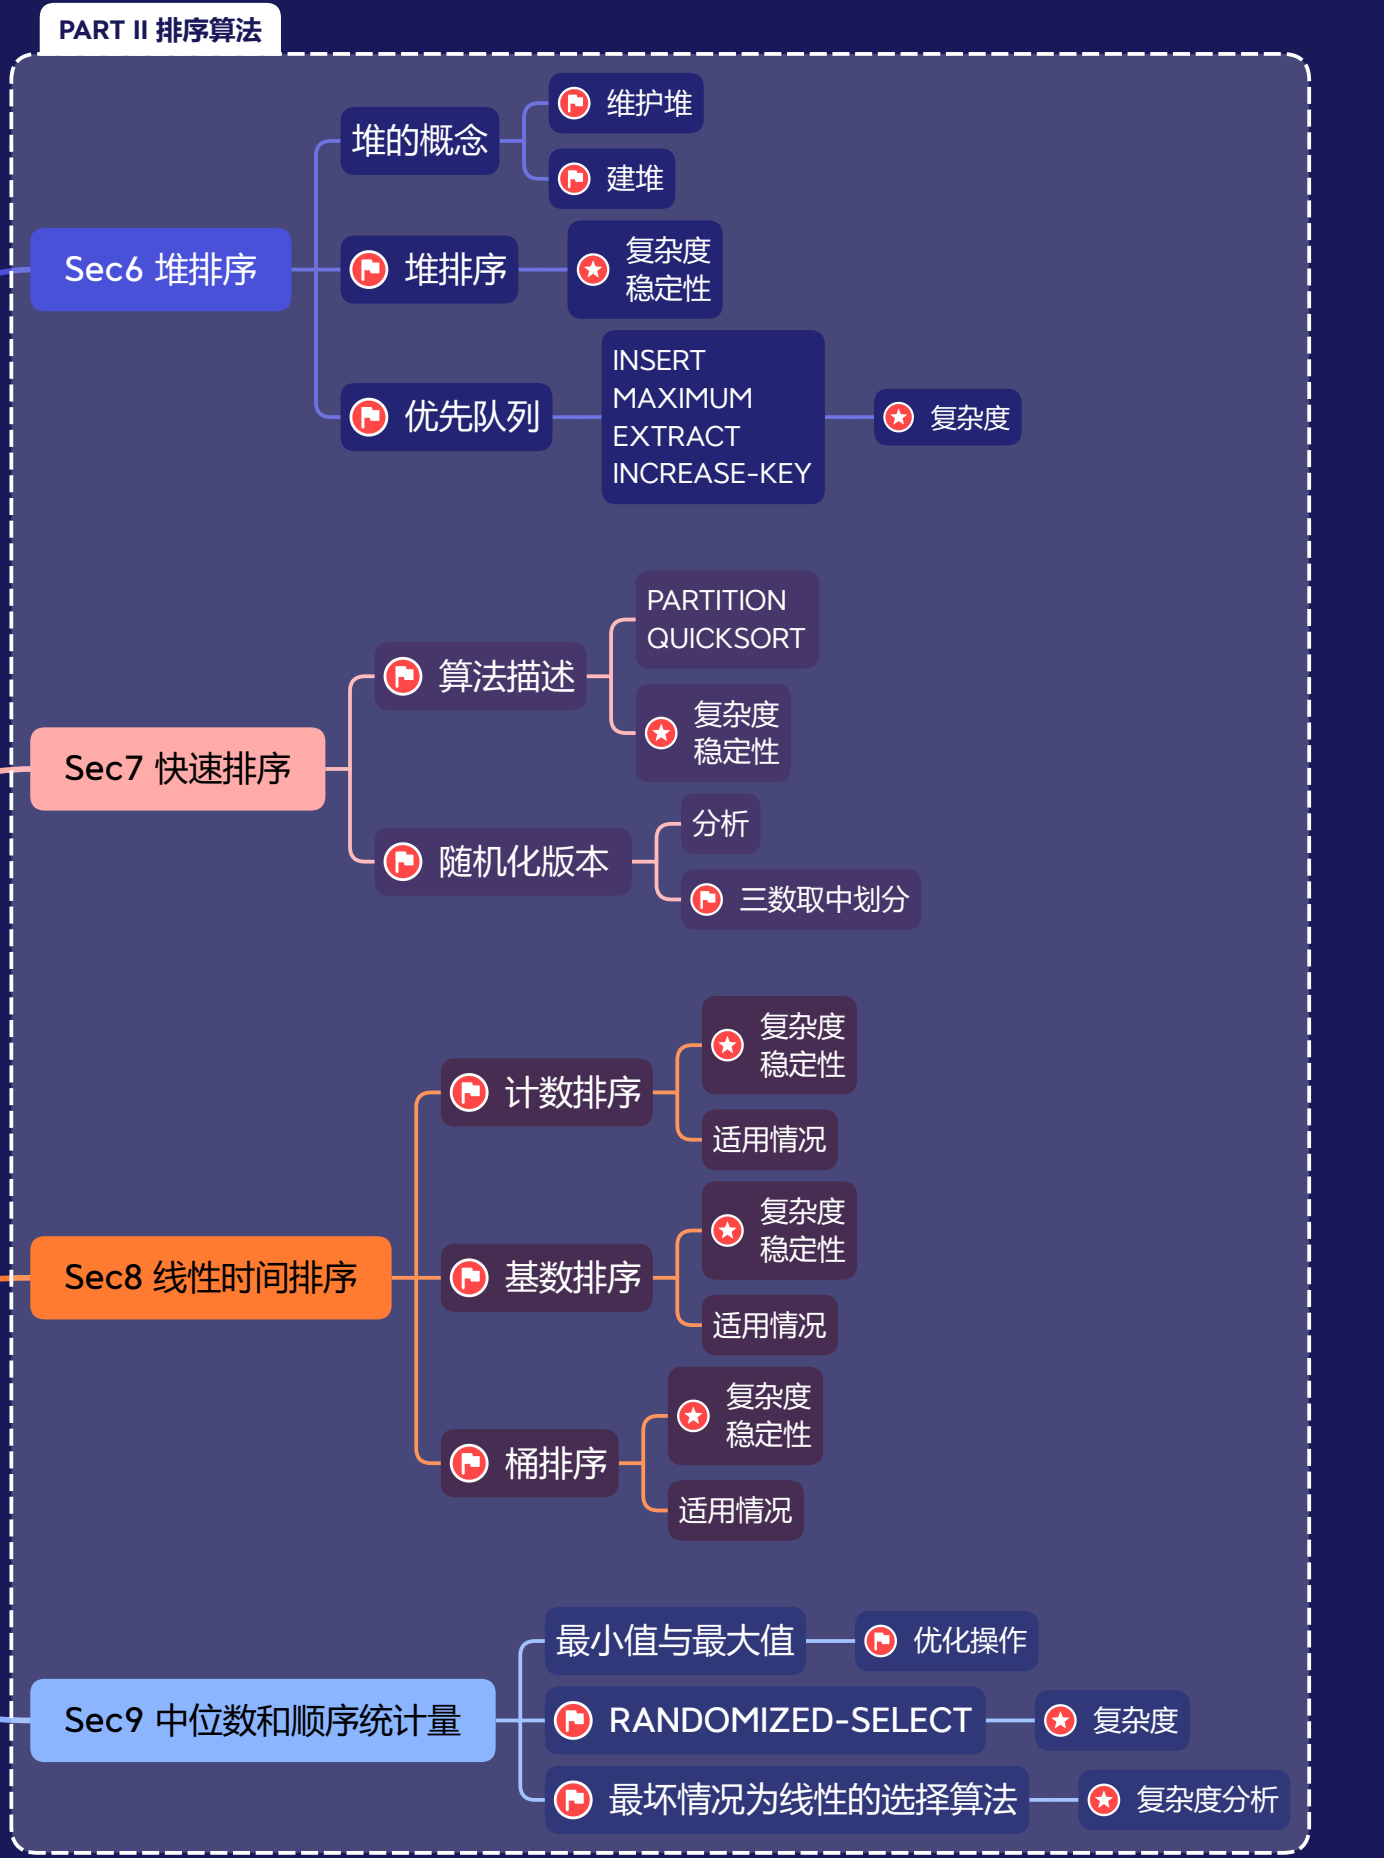 PART II 排序算法
Sec6 堆排序
堆的概念
维护堆
建堆
堆排序
复杂度
稳定性
优先队列
INSERT
MAXIMUM
EXTRACT
INCREASE-KEY
复杂度
Sec7 快速排序
算法描述
PARTITION
QUICKSORT
复杂度
稳定性
随机化版本
分析
三数取中划分
Sec8 线性时间排序
计数排序
复杂度
稳定性
适用情况
基数排序
复杂度
稳定性
适用情况
桶排序
复杂度
稳定性
适用情况
Sec9 中位数和顺序统计量
最小值与最大值
优化操作
RANDOMIZED-SELECT
复杂度
最坏情况为线性的选择算法
复杂度分析